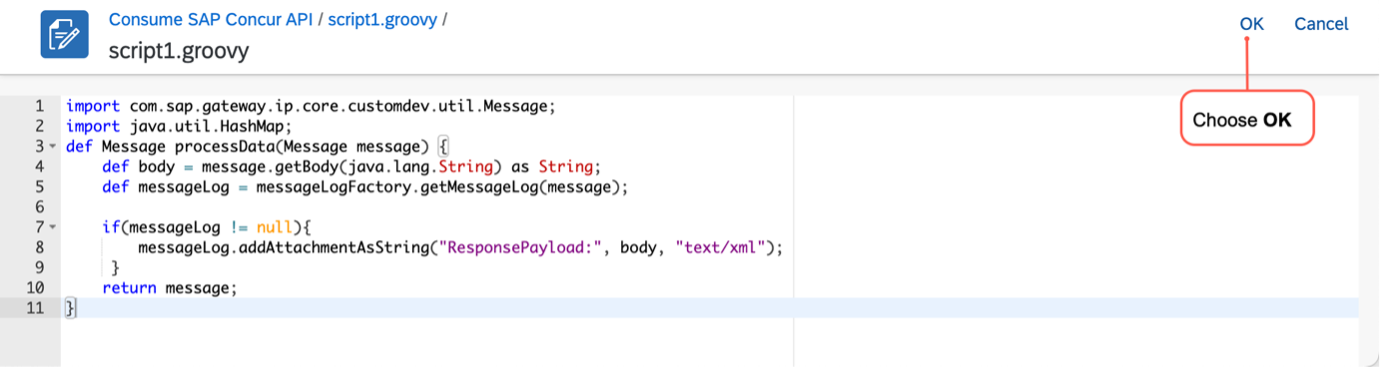 Consume SAP Concur API / script1.groovy /
script1.groovy
OK Cancel
Choose OK
1 import com.sap.gateway.ip.core.customdev.util.Message;
2 import java.util.HashMap;
3 def Message processData(Message message) {
4     def body = message.getBody(java.lang.String) as String;
5     def messageLog = messageLogFactory.getMessageLog(message);
6
7     if(messageLog != null){
8         messageLog.addAttachmentAsString("ResponsePayload:", body, "text/xml");
9      }
10     return message;
11 }